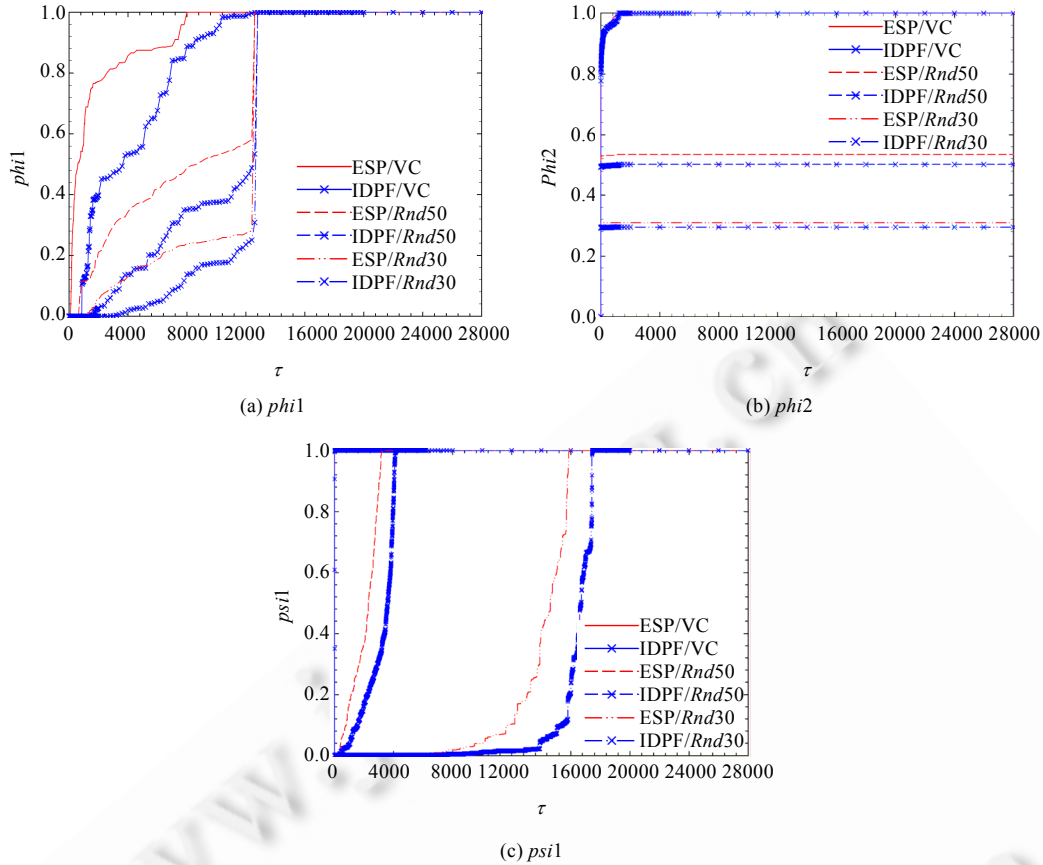 1.0
0.8
0.6
0.4
0.2
0.0
phi1
ESP/VC
IDPF/VC
ESP/Rnd50
IDPF/Rnd50
ESP/Rnd30
IDPF/Rnd30
0 4000 8000 12000 16000 20000 24000 28000
τ
(a) phi1
1.0
0.8
0.6
0.4
0.2
0.0
Phi2
ESP/VC
IDPF/VC
ESP/Rnd50
IDPF/Rnd50
ESP/Rnd30
IDPF/Rnd30
0 4000 8000 12000 16000 20000 24000 28000
τ
(b) phi2
1.0
0.8
0.6
0.4
0.2
0.0
psi1
ESP/VC
IDPF/VC
ESP/Rnd50
IDPF/Rnd50
ESP/Rnd30
IDPF/Rnd30
0 4000 8000 12000 16000 20000 24000 28000
τ
(c) psi1